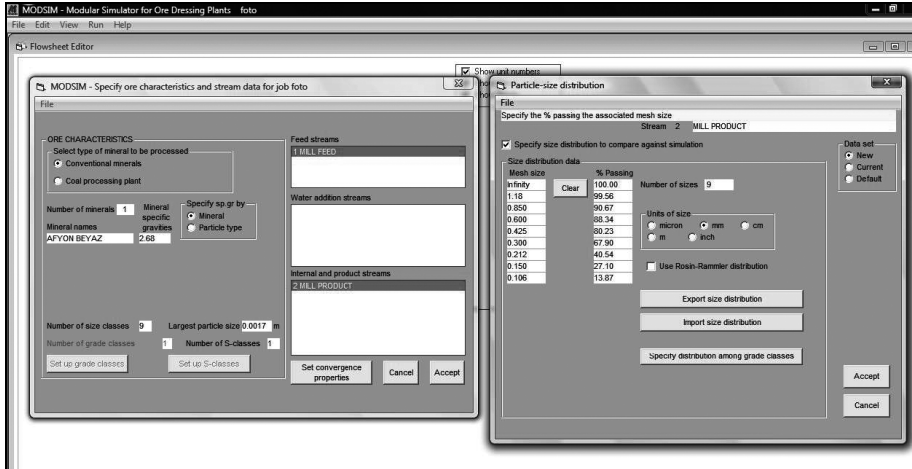 MODSIM - Modular Simulator for Ore Dressing Plants foto
File Edit View Run Help
Flowsheet Editor
Show unit numbers
MODSIM - Specify ore characteristics and stream data for job foto
File
ORE CHARACTERISTICS
Select type of mineral to be processed
Conventional minerals
Coal processing plant
Number of minerals 1
Mineral specific gravities
Specify sp.gr by
Mineral
Particle type
Mineral names
AFYON BEYAZ 2.68
Number of size classes 9 Largest particle size 0.0017 m
Number of grade classes 1 Number of S-classes 1
Set up grade classes Set up S-classes
Feed streams
1 MILL FEED
Water addition streams
Internal and product streams
2 MILL PRODUCT
Set convergence properties Cancel Accept
Particle-size distribution
File
Specify the % passing the associated mesh size
Stream 2 MILL PRODUCT
Specify size distribution to compare against simulation
Size distribution data
Mesh size % Passing
Infinity 100.00
1.18 99.56
0.850 90.67
0.600 88.34
0.425 80.23
0.300 67.90
0.212 40.54
0.150 27.10
0.106 13.87
Clear
Number of sizes 9
Units of size
micron mm cm
m inch
Use Rosin-Rammler distribution
Export size distribution
Import size distribution
Specify distribution among grade classes
Data set
New
Current
Default
Accept
Cancel